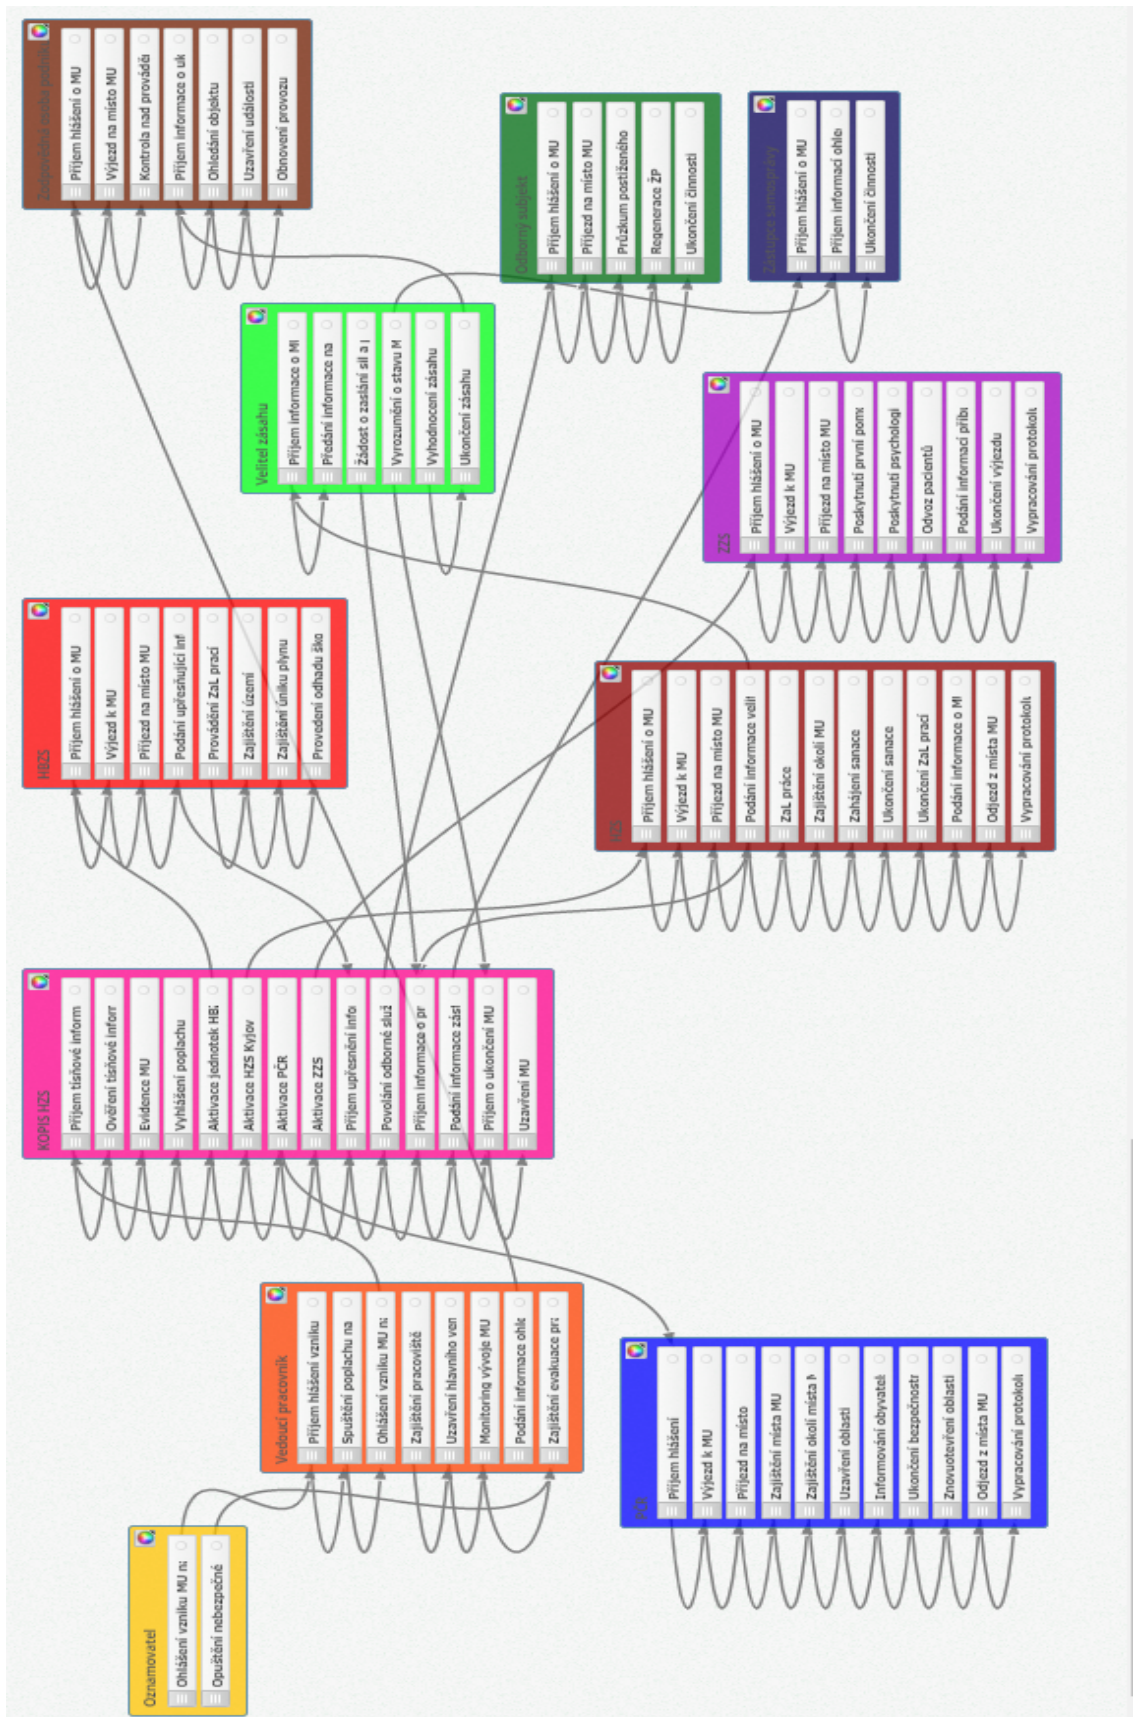 Oznamovatel
Ohlášení vzniku MU na
Opuštění nebezpečné
Vedoucí pracovník
Příjem hlášení vzniku
Spuštění poplachu na
Ohlášení vzniku MU na
Zajištění pracoviště
Uzavření hlavního ven
Monitoring vývoje MU
Podání informace ohle
Zajištění evakuace pra
PČR
Příjem hlášení
Výjezd k MU
Příjezd na místo
Zajištění místa MU
Zajištění okolí místa M
Uzavření oblasti
Informování obyvatel
Ukončení bezpečnostr
Znovuotevření oblasti
Odjezd z místa MU
Vypracování protokolu
KOPIS HZS
Příjem tísňové inform
Ověření tísňové inforr
Evidence MU
Vyhlášení poplachu
Aktivace jednotek HBZ
Aktivace HZS Kyjov
Aktivace PČR
Aktivace ZZS
Příjem upřesnění info
Povolání odborné služ
Příjem informace o pr
Podání informace zást
Příjem o ukončení MU
Uzavření MU
HBZS
Příjem hlášení o MU
Výjezd k MU
Příjezd na místo MU
Podání upřesňující inf
Provádění ZaL prací
Zajištění území
Zajištění úniku plynu
Provedení odhadu ško
Velitel zásahu
Příjem informace o MU
Předání informace na
Žádost o zaslání sil a p
Vyrozumění o stavu M
Vyhodnocení zásahu
Ukončení zásahu
HZS
Příjem hlášení o MU
Výjezd k MU
Příjezd na místo MU
Podání informace velit
ZaL práce
Zajištění okolí MU
Zahájení sanace
Ukončení sanace
Ukončení ZaL prací
Podání informace o MU
Odjezd z místa MU
Vypracování protokolu
ZZS
Příjem hlášení o MU
Výjezd k MU
Příjezd na místo MU
Poskytnutí první pomo
Poskytnutí psychologi
Odvoz pacientů
Podání informací příbu
Ukončení výjezdu
Vypracování protokolu
Zodpovědná osoba podniku
Příjem hlášení o MU
Výjezd na místo MU
Kontrola nad prováděn
Příjem informace o uk
Ohledání objektu
Uzavření události
Obnovení provozu
Odborný subjekt
Příjem hlášení o MU
Příjezd na místo MU
Průzkum postiženého
Regenerace ŽP
Ukončení činnosti
Zástupce samosprávy
Příjem hlášení o MU
Příjem informací ohle
Ukončení činnosti